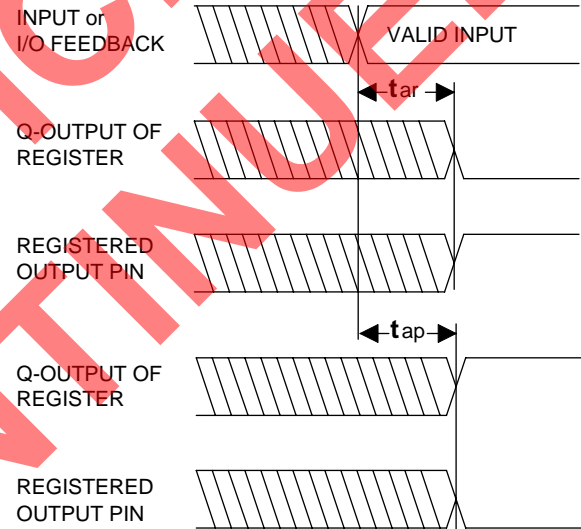 INPUT or
I/O FEEDBACK
VALID INPUT
tar
Q-OUTPUT OF
REGISTER
REGISTERED
OUTPUT PIN
tap
Q-OUTPUT OF
REGISTER
REGISTERED
OUTPUT PIN